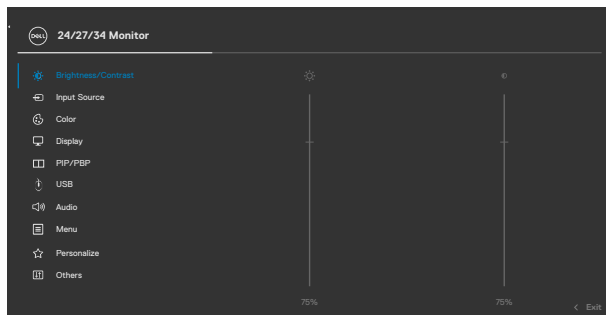 DELL 24/27/34 Monitor
Brightness/Contrast
Input Source
Color
Display
PIP/PBP
USB
Audio
Menu
Personalize
Others
75% 75%
< Exit